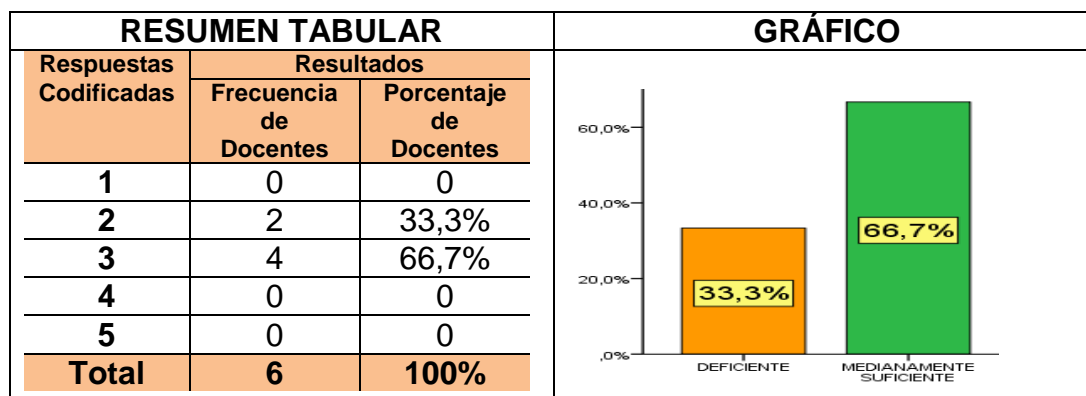 RESUMEN TABULAR
GRÁFICO
Respuestas Codificadas
Resultados
Frecuencia de Docentes
Porcentaje de Docentes
1 0 0
2 2 33,3%
3 4 66,7%
4 0 0
5 0 0
Total 6 100%
60,0%
40,0%
20,0%
,0%
33,3%
66,7%
DEFICIENTE
MEDIANAMENTE
SUFICIENTE